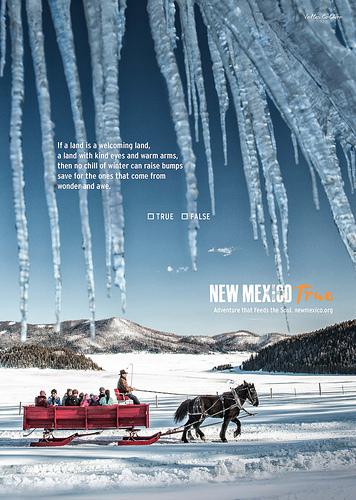 If a land is a welcoming land,
a land with kind eyes and warm arms,
then no chill of winter can raise bumps
save for the ones that come from
wonder and awe.
TRUE FALSE
NEW MEXICO True
Adventure that Feeds the Soul. newmexico.org